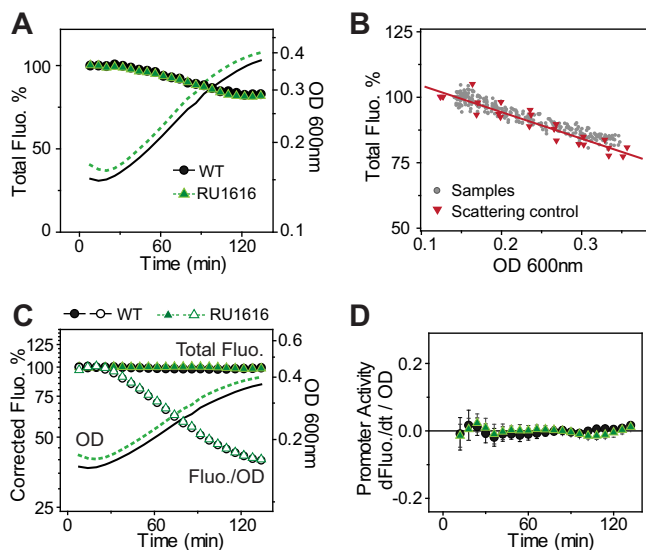 A
Total Fluo. %
100
50
0
0.4
0.3
0.2
0.1
OD 600nm
WT
RU1616
0
60
120
Time (min)
B
Total Fluo. %
125
100
75
50
Samples
Scattering control
0.1
0.2
0.3
OD 600nm
C
WT
RU1616
Corrected Fluo. %
125
100
75
50
25
Total Fluo.
OD
Fluo./OD
0.6
0.4
0.2
OD 600nm
0
60
120
Time (min)
D
Promoter Activity
dFluo./dt / OD
0.2
0.0
-0.2
0
60
120
Time (min)